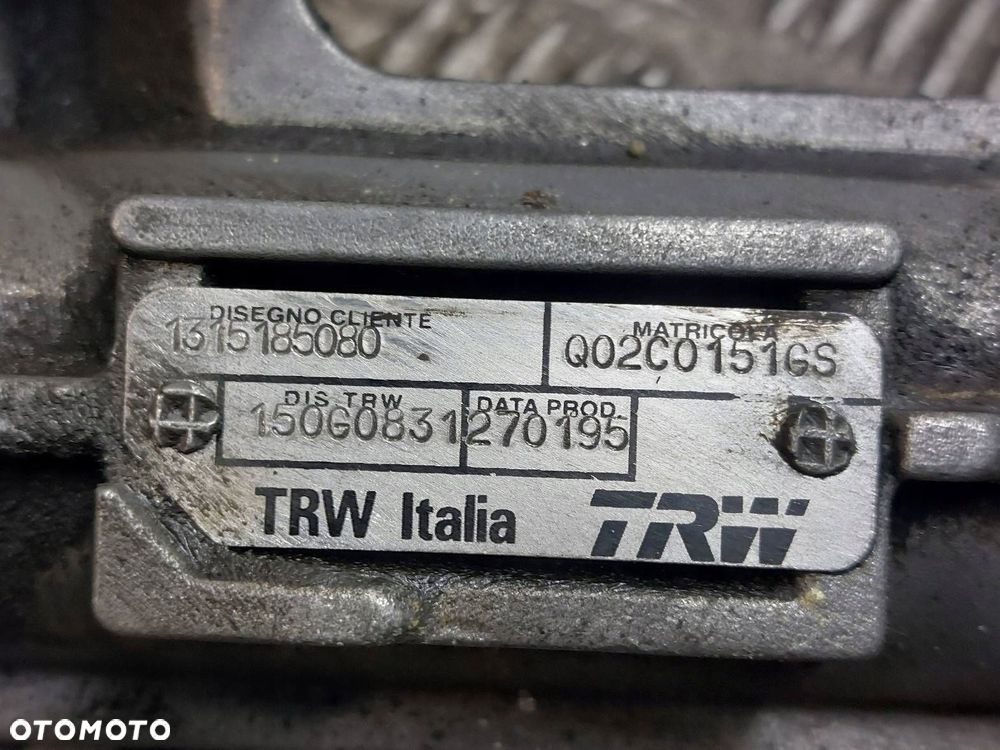 DISEGNO CLIENTE
1315185080
MATRICOLA
Q02C0151GS
DIS. TRW
150G0831
DATA PROD.
270195
TRW Italia
TRW
OTOMOTO